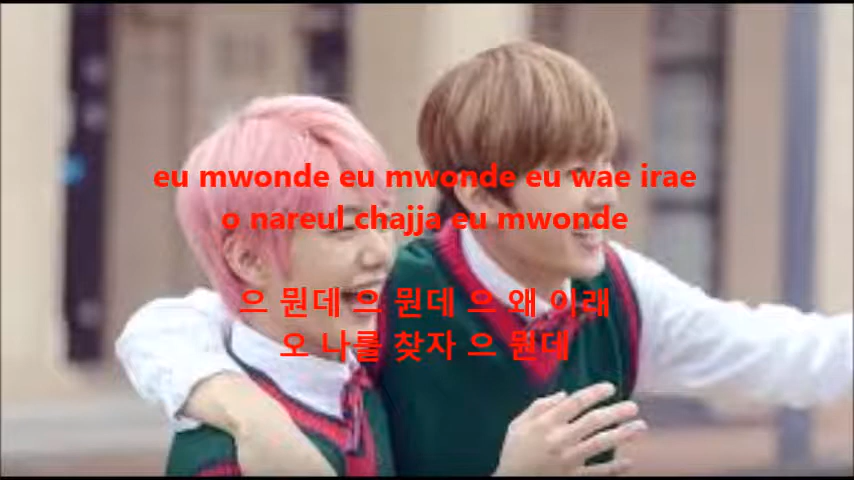 eu mwonde eu mwonde eu wae irae
o nareul chajja eu mwonde
으 뭔데 으 뭔데 으 왜 이래
오 나를 찾자 으 뭔데